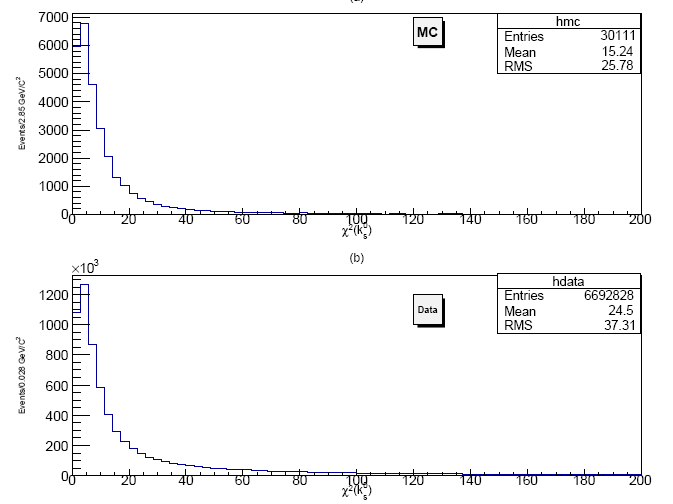 7000
MC
hmc
Entries 30111
Mean 15.24
RMS 25.78
6000
5000
4000
3000
2000
1000
0
Events/2.85 GeV/C²
0 20 40 60 80 100 120 140 160 180 200
χ²(k⁰ₛ)
(b)
×10³
hdata
Entries 6692828
Mean 24.5
RMS 37.31
Data
1200
1000
800
600
400
200
0
Events/0.028 GeV/C²
0 20 40 60 80 100 120 140 160 180 200
χ²(k⁰ₛ)